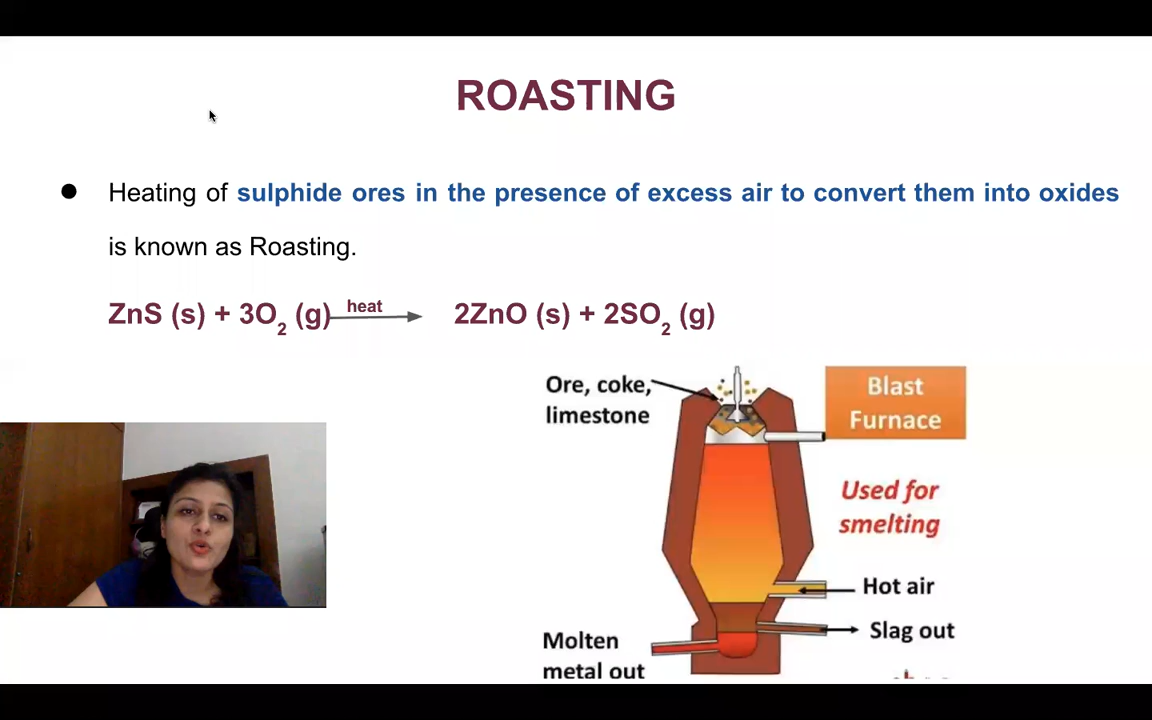 ROASTING
● Heating of sulphide ores in the presence of excess air to convert them into oxides
is known as Roasting.
ZnS (s) + 3O₂ (g) heat → 2ZnO (s) + 2SO₂ (g)
Ore, coke,
limestone
Blast
Furnace
Used for
smelting
Hot air
Slag out
Molten
metal out